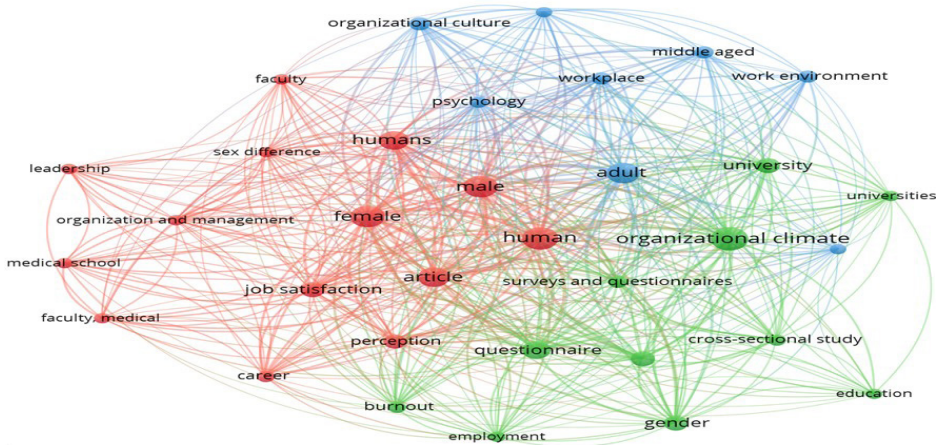 organizational culture
middle aged
faculty
workplace
work environment
psychology
humans
sex difference
leadership
adult
university
male
universities
organization and management
female
human
organizational climate
medical school
article
surveys and questionnaires
job satisfaction
faculty, medical
perception
questionnaire
cross-sectional study
career
education
burnout
gender
employment